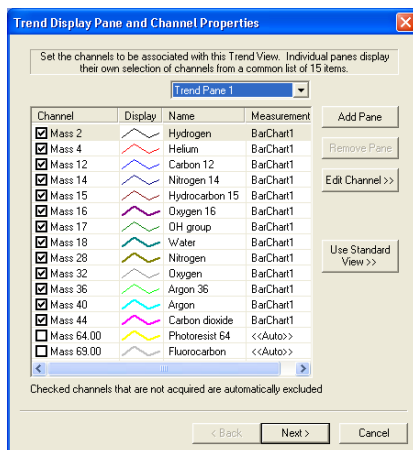 Trend Display Pane and Channel Properties
Set the channels to be associated with this Trend View. Individual panes display
their own selection of channels from a common list of 15 items.
Trend Pane 1
Channel Display Name Measurement
Mass 2 Hydrogen BarChart1
Mass 4 Helium BarChart1
Mass 12 Carbon 12 BarChart1
Mass 14 Nitrogen 14 BarChart1
Mass 15 Hydrocarbon 15 BarChart1
Mass 16 Oxygen 16 BarChart1
Mass 17 OH group BarChart1
Mass 18 Water BarChart1
Mass 28 Nitrogen BarChart1
Mass 32 Oxygen BarChart1
Mass 36 Argon 36 BarChart1
Mass 40 Argon BarChart1
Mass 44 Carbon dioxide BarChart1
Mass 64.00 Photoresist 64 <<Auto>>
Mass 69.00 Fluorocarbon <<Auto>>
Add Pane
Remove Pane
Edit Channel >>
Use Standard
View >>
Checked channels that are not acquired are automatically excluded
< Back Next > Cancel